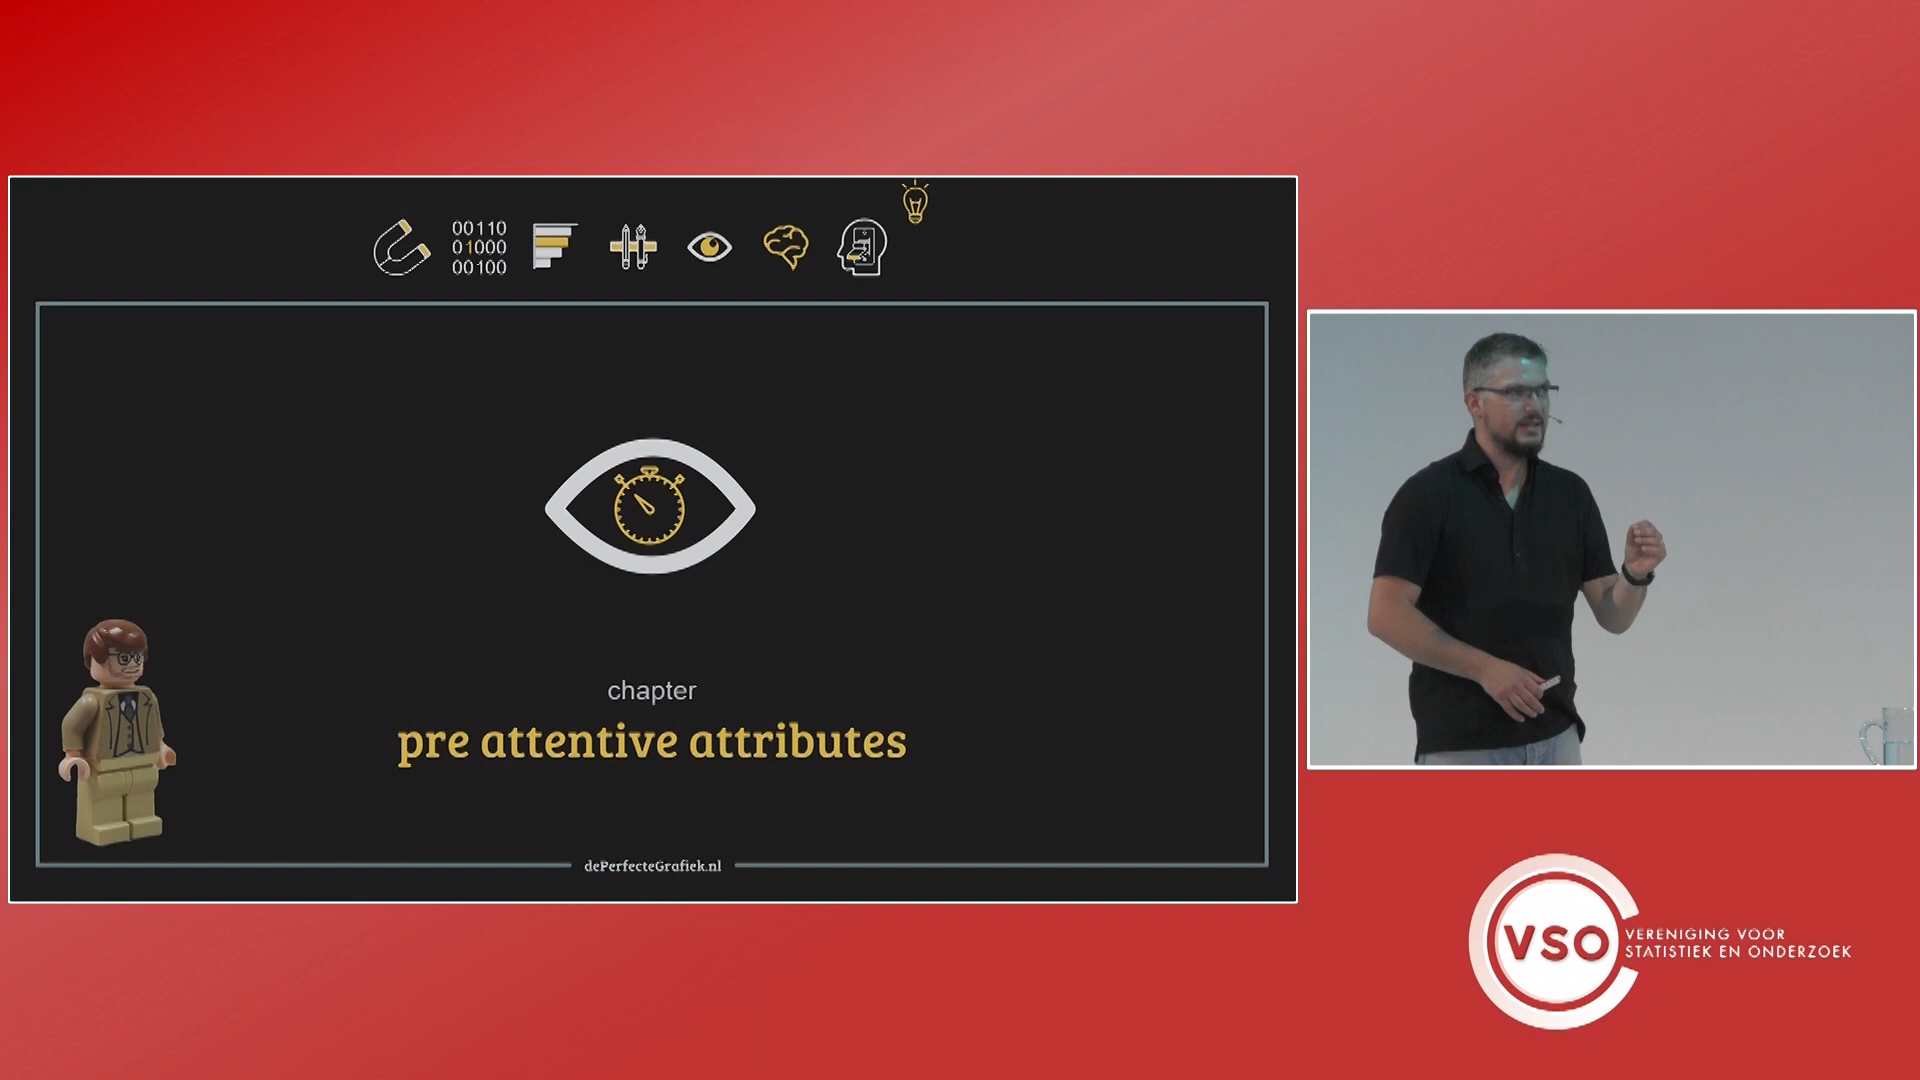 00110
01000
00100
chapter
pre attentive attributes
dePerfecteGrafiek.nl
VSO
VERENIGING VOOR
STATISTIEK EN ONDERZOEK